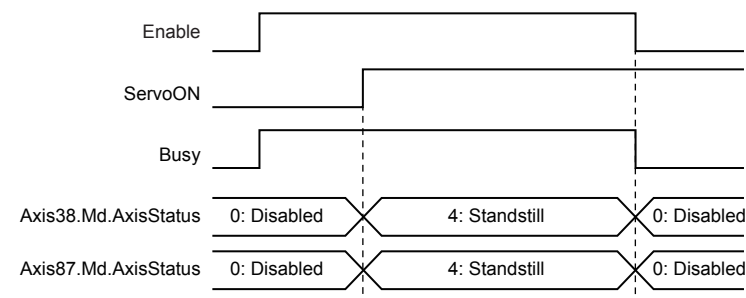 Enable
ServoON
Busy
Axis38.Md.AxisStatus 0: Disabled 4: Standstill 0: Disabled
Axis87.Md.AxisStatus 0: Disabled 4: Standstill 0: Disabled